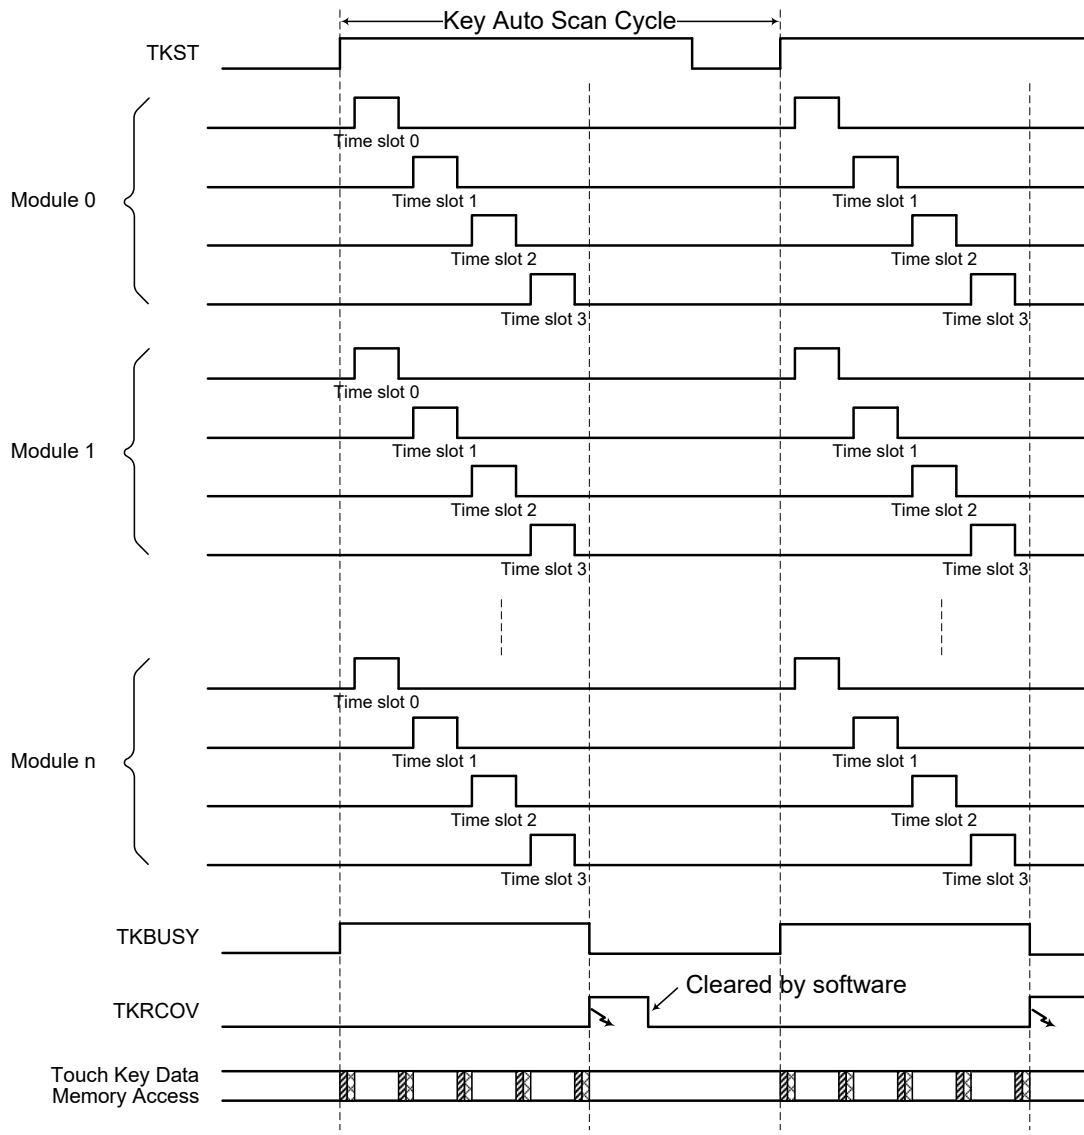 Key Auto Scan Cycle
TKST
Time slot 0
Time slot 1
Time slot 1
Module 0
Time slot 2
Time slot 2
Time slot 3
Time slot 3
Time slot 0
Time slot 1
Time slot 1
Module 1
Time slot 2
Time slot 2
Time slot 3
Time slot 3
Time slot 0
Time slot 1
Time slot 1
Module n
Time slot 2
Time slot 2
Time slot 3
Time slot 3
TKBUSY
Cleared by software
TKRCOV
Touch Key Data
Memory Access